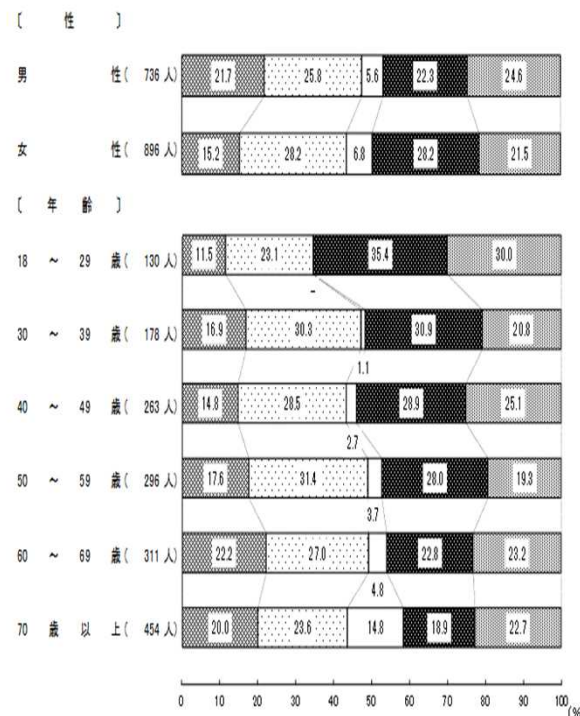 〔 性 〕
男 性( 736 人) 21.7 25.8 5.6 22.3 24.6
女 性( 896 人) 15.2 28.2 6.8 28.2 21.5
〔 年 齢 〕
18 ～ 29 歳( 130 人) 11.5 23.1 35.4 30.0
-
30 ～ 39 歳( 178 人) 16.9 30.3 30.9 20.8
1.1
40 ～ 49 歳( 263 人) 14.8 28.5 28.9 25.1
2.7
50 ～ 59 歳( 296 人) 17.6 31.4 28.0 19.3
3.7
60 ～ 69 歳( 311 人) 22.2 27.0 22.8 23.2
4.8
70 歳 以 上( 454 人) 20.0 23.6 14.8 18.9 22.7
0 10 20 30 40 50 60 70 80 90 100
(%